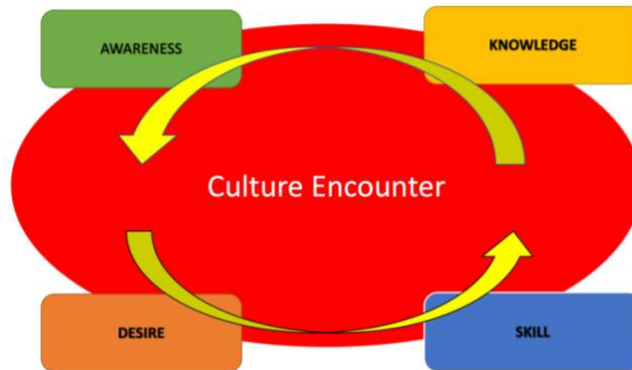 AWARENESS
KNOWLEDGE
Culture Encounter
DESIRE
SKILL